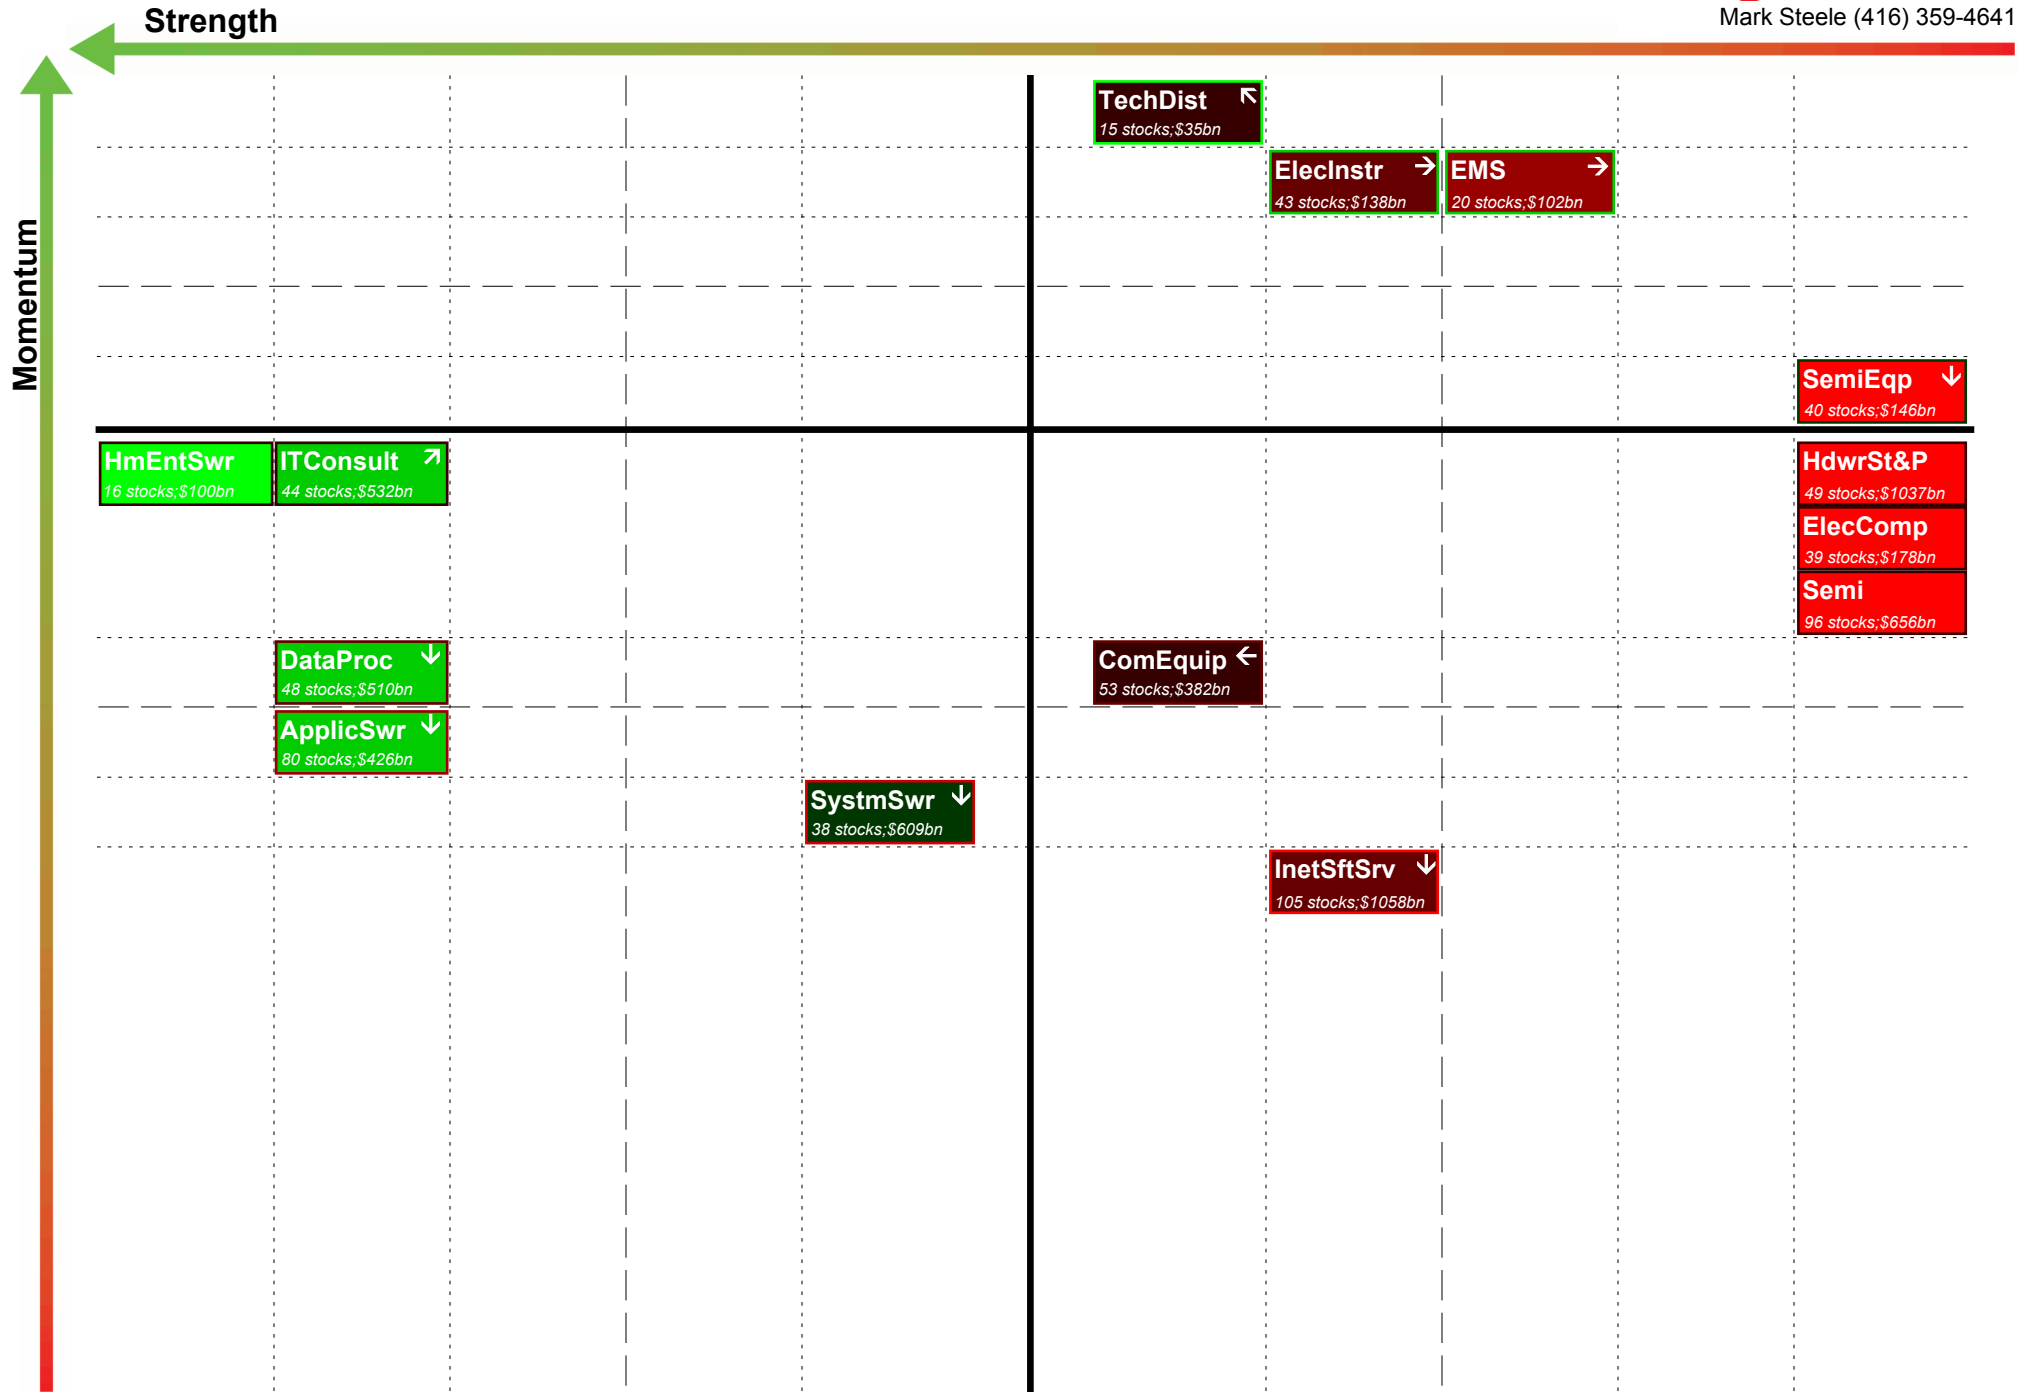 Strength
Mark Steele (416) 359-4641
Momentum
TechDist
15 stocks;$35bn
ElecInstr
43 stocks;$138bn
EMS
20 stocks;$102bn
SemiEqp
40 stocks;$146bn
HmEntSwr
16 stocks;$100bn
ITConsult
44 stocks;$532bn
HdwrSt&P
49 stocks;$1037bn
ElecComp
39 stocks;$178bn
Semi
96 stocks;$656bn
DataProc
48 stocks;$510bn
ComEquip
53 stocks;$382bn
ApplicSwr
80 stocks;$426bn
SystmSwr
38 stocks;$609bn
InetSftSrv
105 stocks;$1058bn